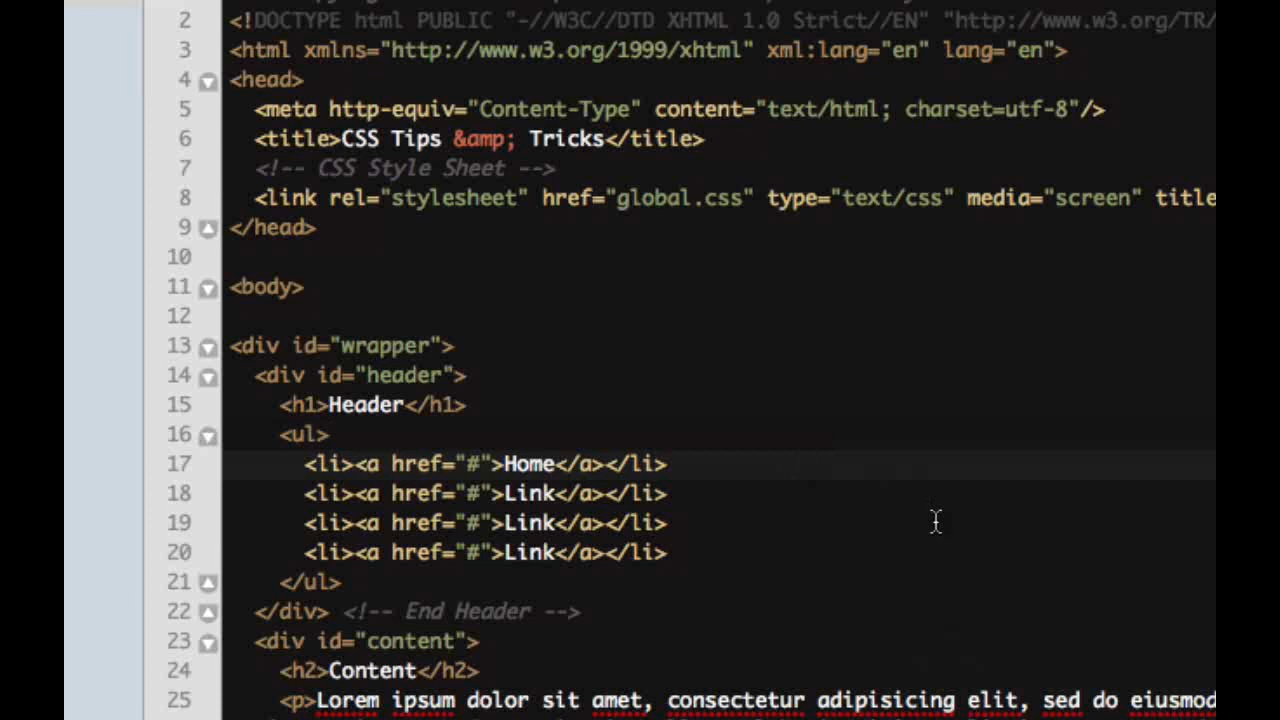 2 <!DOCTYPE html PUBLIC "-//W3C//DTD XHTML 1.0 Strict//EN" "http://www.w3.org/TR/
3 <html xmlns="http://www.w3.org/1999/xhtml" xml:lang="en" lang="en">
4 <head>
5 <meta http-equiv="Content-Type" content="text/html; charset=utf-8"/>
6 <title>CSS Tips &amp; Tricks</title>
7 <!-- CSS Style Sheet -->
8 <link rel="stylesheet" href="global.css" type="text/css" media="screen" title
9 </head>
10
11 <body>
12
13 <div id="wrapper">
14 <div id="header">
15 <h1>Header</h1>
16 <ul>
17 <li><a href="#">Home</a></li>
18 <li><a href="#">Link</a></li>
19 <li><a href="#">Link</a></li>
20 <li><a href="#">Link</a></li>
21 </ul>
22 </div> <!-- End Header -->
23 <div id="content">
24 <h2>Content</h2>
25 <p>Lorem ipsum dolor sit amet, consectetur adipisicing elit, sed do eiusmod